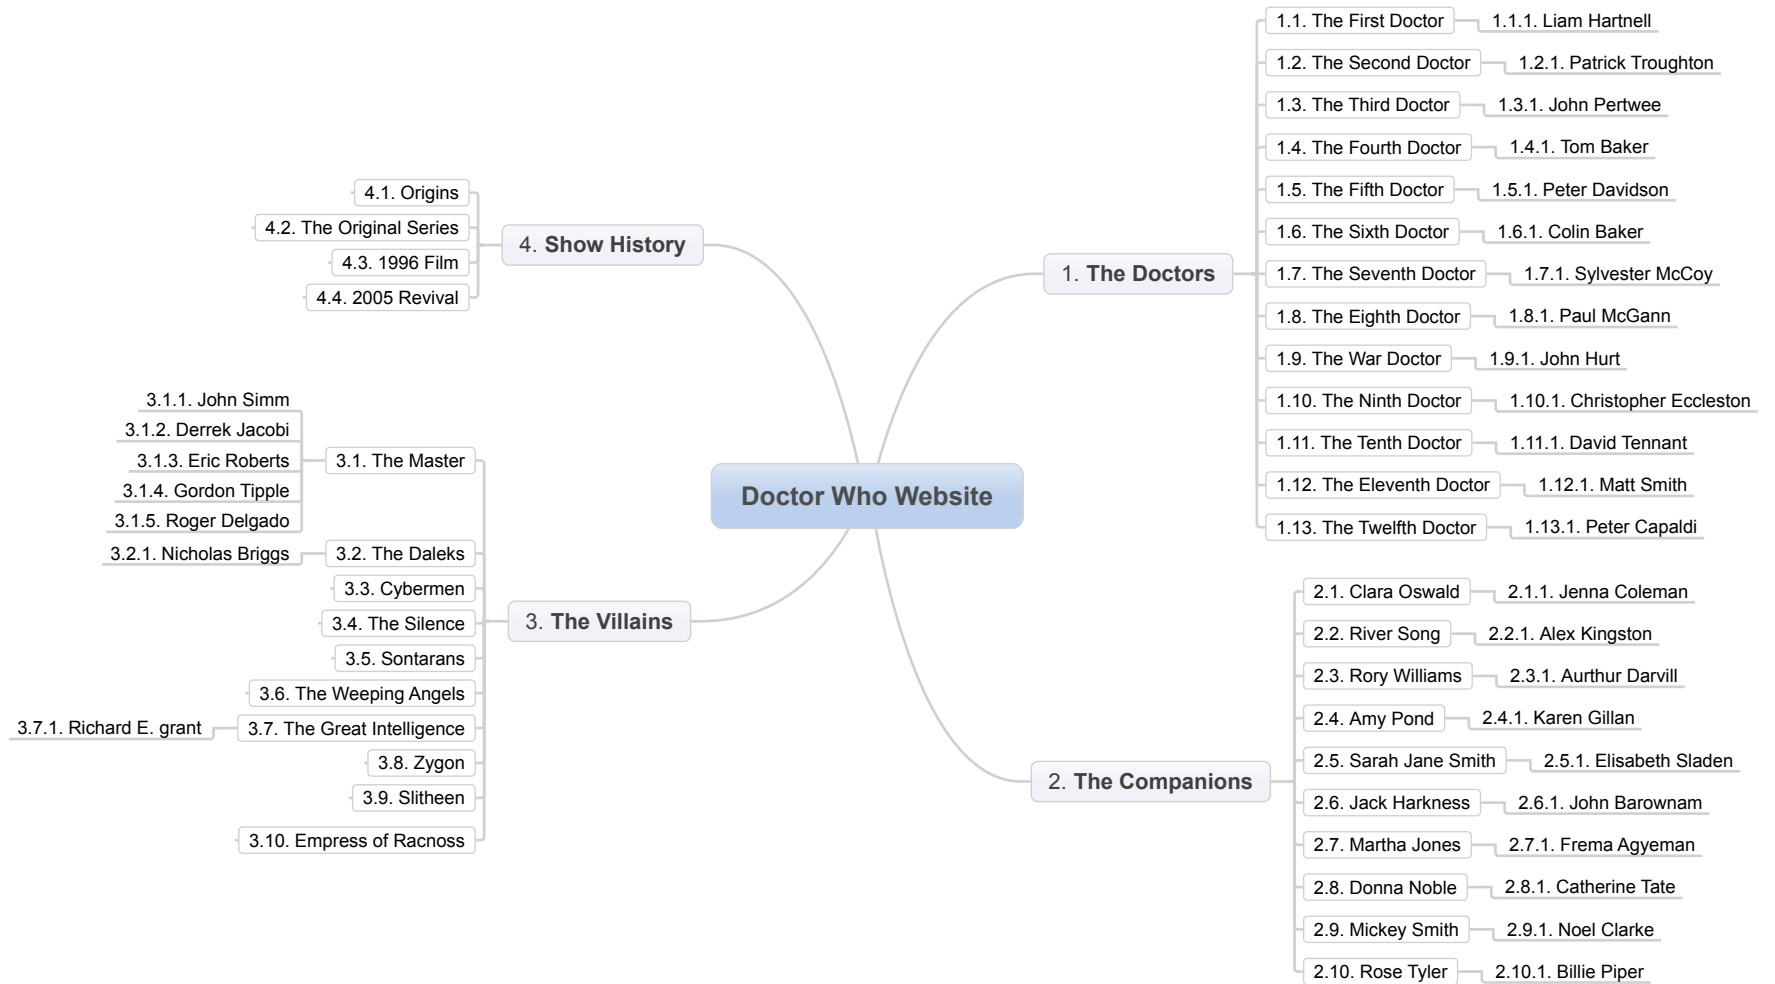 Doctor Who Website
1. The Doctors
1.1. The First Doctor
1.1.1. Liam Hartnell
1.2. The Second Doctor
1.2.1. Patrick Troughton
1.3. The Third Doctor
1.3.1. John Pertwee
1.4. The Fourth Doctor
1.4.1. Tom Baker
1.5. The Fifth Doctor
1.5.1. Peter Davidson
1.6. The Sixth Doctor
1.6.1. Colin Baker
1.7. The Seventh Doctor
1.7.1. Sylvester McCoy
1.8. The Eighth Doctor
1.8.1. Paul McGann
1.9. The War Doctor
1.9.1. John Hurt
1.10. The Ninth Doctor
1.10.1. Christopher Eccleston
1.11. The Tenth Doctor
1.11.1. David Tennant
1.12. The Eleventh Doctor
1.12.1. Matt Smith
1.13. The Twelfth Doctor
1.13.1. Peter Capaldi
2. The Companions
2.1. Clara Oswald
2.1.1. Jenna Coleman
2.2. River Song
2.2.1. Alex Kingston
2.3. Rory Williams
2.3.1. Aurthur Darvill
2.4. Amy Pond
2.4.1. Karen Gillan
2.5. Sarah Jane Smith
2.5.1. Elisabeth Sladen
2.6. Jack Harkness
2.6.1. John Barownam
2.7. Martha Jones
2.7.1. Frema Agyeman
2.8. Donna Noble
2.8.1. Catherine Tate
2.9. Mickey Smith
2.9.1. Noel Clarke
2.10. Rose Tyler
2.10.1. Billie Piper
3. The Villains
3.1. The Master
3.1.1. John Simm
3.1.2. Derrek Jacobi
3.1.3. Eric Roberts
3.1.4. Gordon Tipple
3.1.5. Roger Delgado
3.2. The Daleks
3.2.1. Nicholas Briggs
3.3. Cybermen
3.4. The Silence
3.5. Sontarans
3.6. The Weeping Angels
3.7. The Great Intelligence
3.7.1. Richard E. grant
3.8. Zygon
3.9. Slitheen
3.10. Empress of Racnoss
4. Show History
4.1. Origins
4.2. The Original Series
4.3. 1996 Film
4.4. 2005 Revival